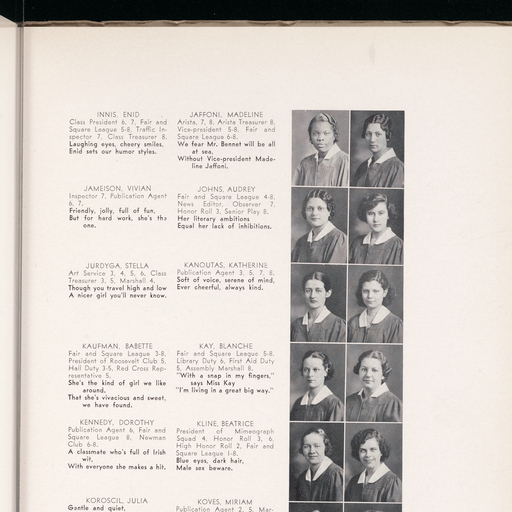 INNIS, ENID
Class President 6, 7, Fair and
Square League 5-8, Traffic In-
spector 7, Class Treasurer 8.
Laughing eyes, cheery smiles,
Enid sets our humor styles.
JAFFONI, MADELINE
Arista, 7, 8, Arista Treasurer 8,
Vice-president 5-8, Fair and
Square League 6-8.
We fear Mr. Bennet will be all
at sea,
Without Vice-president Made-
line Jaffoni.
JAMEISON, VIVIAN
Inspector 7, Publication Agent
6, 7.
Friendly, jolly, full of fun,
But for hard work, she's the
one.
JOHNS, AUDREY
Fair and Square League 4-8,
News Editor, Observer 7,
Honor Roll 3, Senior Play 8.
Her literary ambitions
Equal her lack of inhibitions.
JURDYGA, STELLA
Art Service 3, 4, 5, 6, Class
Treasurer 3, 5, Marshall 4.
Though you travel high and low
A nicer girl you'll never know.
KANOUTAS, KATHERINE
Publication Agent 3, 5, 7, 8.
Soft of voice, serene of mind,
Ever cheerful, always kind.
KAUFMAN, BABETTE
Fair and Square League 3-8,
President of Roosevelt Club 5,
Hall Duty 3-5, Red Cross Rep-
resentative 5.
She's the kind of girl we like
around.
That she's vivacious and sweet,
we have found.
KAY, BLANCHE
Fair and Square League 5-8,
Library Duty 6, First Aid Duty
5, Assembly Marshall 8.
"With a snap in my fingers,"
says Miss Kay
"I'm living in a great big way."
KENNEDY, DOROTHY
Publication Agent 6, Fair and
Square League 8, Newman
Club 6-8.
A classmate who's full of Irish
wit,
With everyone she makes a hit.
KLINE, BEATRICE
President of Mimeograph
Squad 4, Honor Roll 3, 6,
High Honor Roll 2, Fair and
Square League 1-8.
Blue eyes, dark hair,
Male sex beware.
KOROSCIL, JULIA
Gentle and quiet,
KOVES, MIRIAM
Publication Agent 2, 5, Mar-